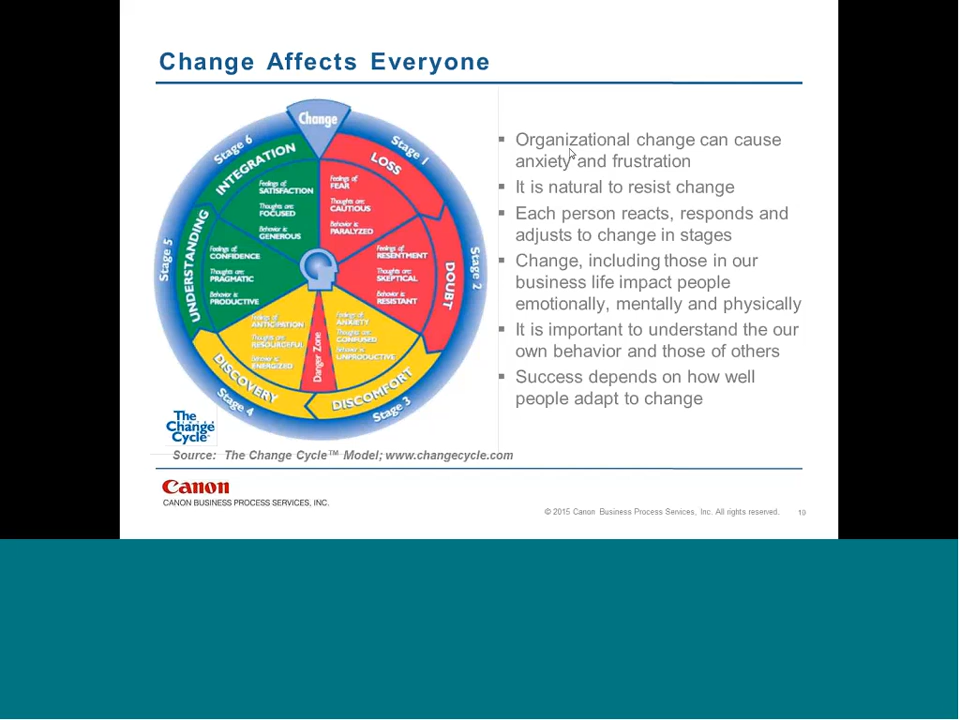 Change Affects Everyone
Change
Stage 1
LOSS
Feelings of
FEAR
Thoughts are
CAUTIOUS
Behavior is
PARALYZED
Stage 2
DOUBT
Feelings of
RESENTMENT
Thoughts are
SKEPTICAL
Behavior is
RESISTANT
Stage 3
DISCOMFORT
Feelings of
ANXIETY
Thoughts are
CONFUSED
Behavior is
UNPRODUCTIVE
Danger Zone
Stage 4
DISCOVERY
Feelings of
ANTICIPATION
Thoughts are
RESOURCEFUL
Behavior is
ENERGIZED
Stage 5
UNDERSTANDING
Feelings of
CONFIDENCE
Thoughts are
PRAGMATIC
Behavior is
PRODUCTIVE
Stage 6
INTEGRATION
Feelings of
SATISFACTION
Thoughts are
FOCUSED
Behavior is
GENEROUS
The
Change
Cycle™
Source: The Change Cycle™ Model; www.changecycle.com
▪ Organizational change can cause
anxiety and frustration
▪ It is natural to resist change
▪ Each person reacts, responds and
adjusts to change in stages
▪ Change, including those in our
business life impact people
emotionally, mentally and physically
▪ It is important to understand the our
own behavior and those of others
▪ Success depends on how well
people adapt to change
Canon
CANON BUSINESS PROCESS SERVICES, INC.
© 2015 Canon Business Process Services, Inc. All rights reserved. 19